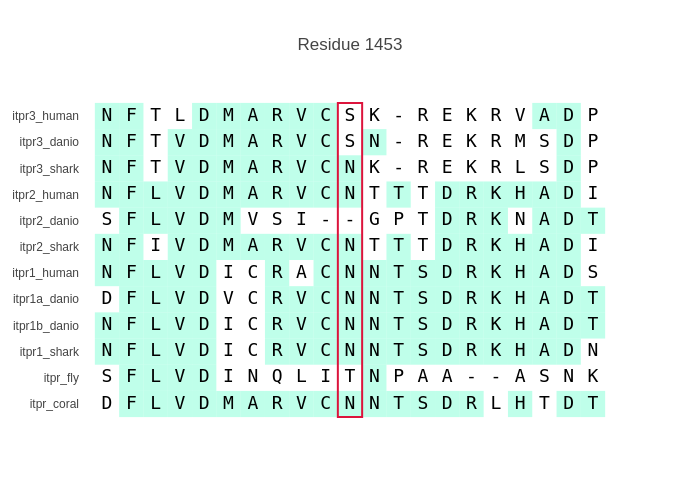 Residue 1453
itpr3_human N F T L D M A R V C S K - R E K R V A D P
itpr3_danio N F T V D M A R V C S N - R E K R M S D P
itpr3_shark N F T V D M A R V C N K - R E K R L S D P
itpr2_human N F L V D M A R V C N T T T D R K H A D I
itpr2_danio S F L V D M V S I - - G P T D R K N A D T
itpr2_shark N F I V D M A R V C N T T T D R K H A D I
itpr1_human N F L V D I C R A C N N T S D R K H A D S
itpr1a_danio D F L V D V C R V C N N T S D R K H A D T
itpr1b_danio N F L V D I C R V C N N T S D R K H A D T
itpr1_shark N F L V D I C R V C N N T S D R K H A D N
itpr_fly S F L V D I N Q L I T N P A A - - A S N K
itpr_coral D F L V D M A R V C N N T S D R L H T D T